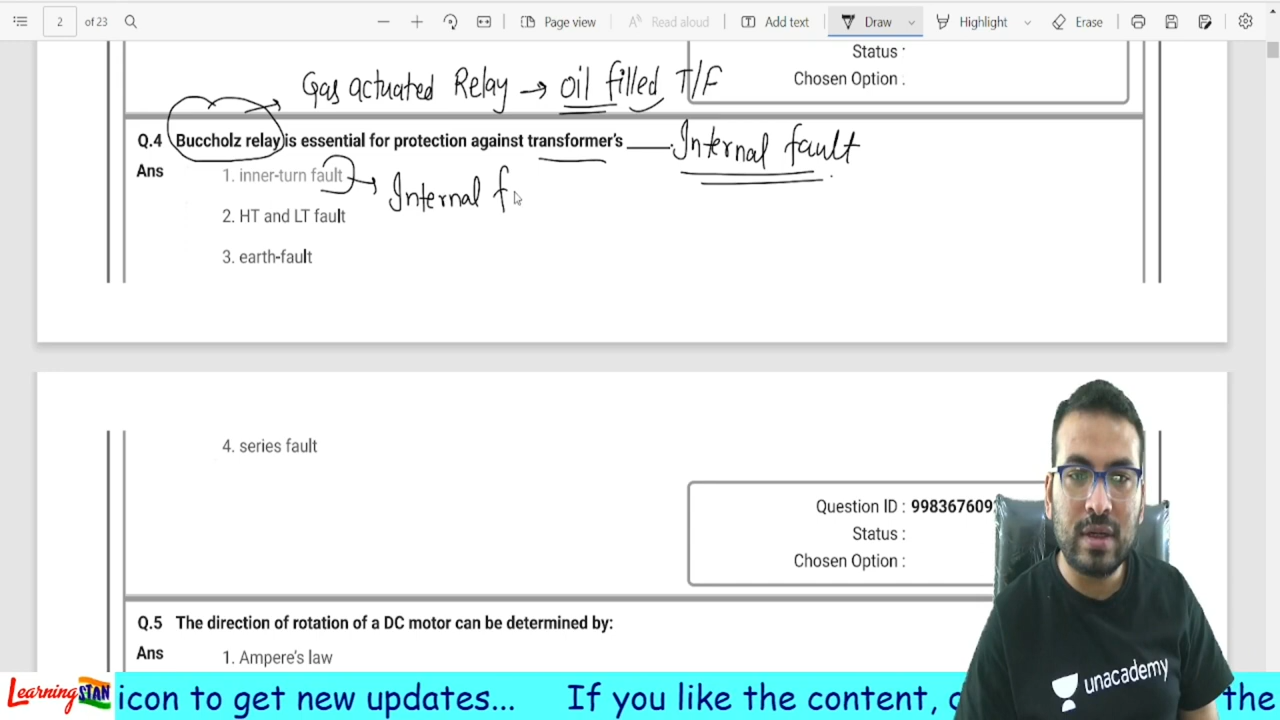 2 of 23 Page view Read aloud Add text Draw Highlight Erase
Status :
Gas actuated Relay → oil filled T/F
Chosen Option :
Q.4 Buccholz relay is essential for protection against transformer's ____. Internal fault
Ans 1. inner-turn fault → Internal f
2. HT and LT fault
3. earth-fault
4. series fault
Question ID : 99836760
Status :
Chosen Option :
Q.5 The direction of rotation of a DC motor can be determined by:
Ans 1. Ampere's law
unacademy
LearningSTAN icon to get new updates... If you like the content, the